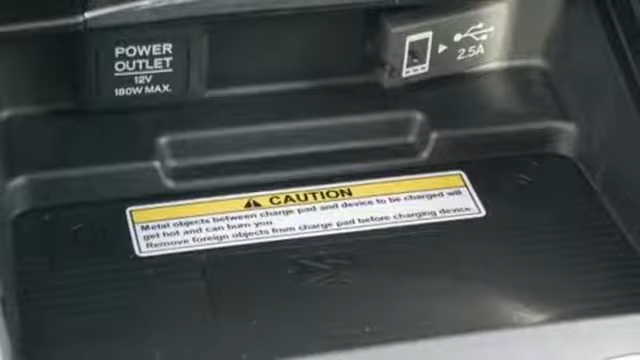 POWER
OUTLET
12V
180W MAX.
2.5A
CAUTION
Metal objects between charge pad and device to be charged will
get hot and can burn you.
Remove foreign objects from charge pad before charging device.